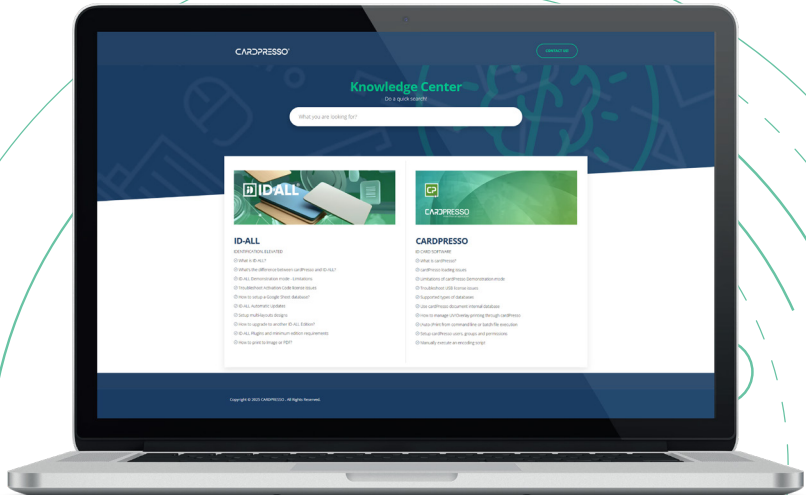 CARDPRESSO
CONTACT US
Knowledge Center
Do a quick search!
What you are looking for?
ID-ALL
ID-ALL
IDENTIFICATION, ELEVATED
What is ID-ALL?
What's the difference between cardPresso and ID-ALL?
ID-ALL Demonstration mode - Limitations
Troubleshoot Activation Code license issues
How to setup a Google Sheet database?
ID-ALL Automatic Updates
Setup multi-layouts designs
How to upgrade to another ID-ALL Edition?
ID-ALL Plugins and minimum editors requirements
How to print to Image or PDF?
CP
CARDPRESSO
CARDPRESSO
ID CARD SOFTWARE
What is cardPresso?
cardPresso loading issues
Limitations of cardPresso demonstration mode
Troubleshoot USB license issues
Supported types of databases
Use cardPresso document internal database
How to manage UV/Overlay printing through cardPresso
Print from command line or batch file execution
Setup cardPresso users, groups and permissions
Manually execute an encoding script
Copyright © 2025 CARDPRESSO . All Rights Reserved.